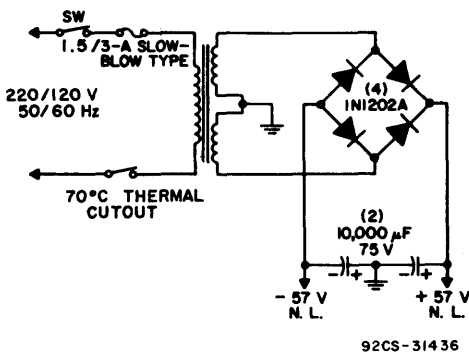 SW
1.5/3-A SLOW-
BLOW TYPE
220/120 V
50/60 Hz
(4)
1N1202A
70°C THERMAL
CUTOUT
(2)
10,000 µF
75 V
- + - +
- 57 V
N. L.
+ 57 V
N. L.
92CS-31436